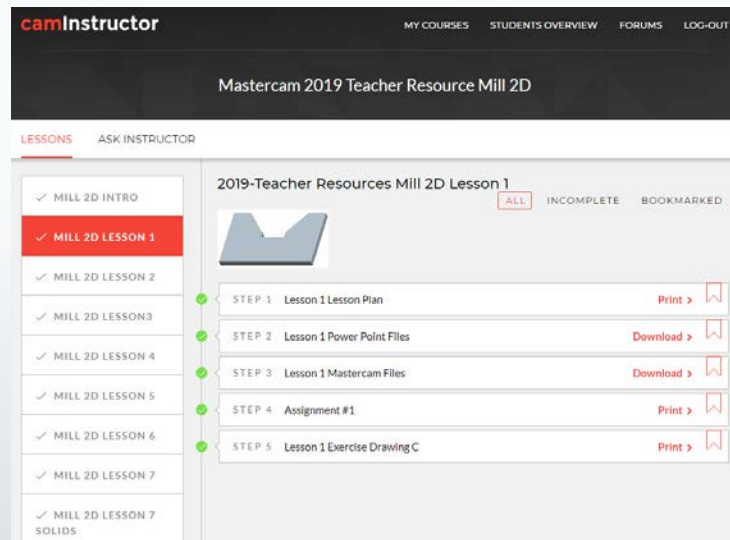 camInstructor
MY COURSES STUDENTS OVERVIEW FORUMS LOG-OUT
Mastercam 2019 Teacher Resource Mill 2D
LESSONS ASK INSTRUCTOR
MILL 2D INTRO
MILL 2D LESSON 1
MILL 2D LESSON 2
MILL 2D LESSON3
MILL 2D LESSON 4
MILL 2D LESSON 5
MILL 2D LESSON 6
MILL 2D LESSON 7
MILL 2D LESSON 7
SOLIDS
2019-Teacher Resources Mill 2D Lesson 1
ALL INCOMPLETE BOOKMARKED
STEP 1 Lesson 1 Lesson Plan Print >
STEP 2 Lesson 1 Power Point Files Download >
STEP 3 Lesson 1 Mastercam Files Download >
STEP 4 Assignment #1 Print >
STEP 5 Lesson 1 Exercise Drawing C Print >